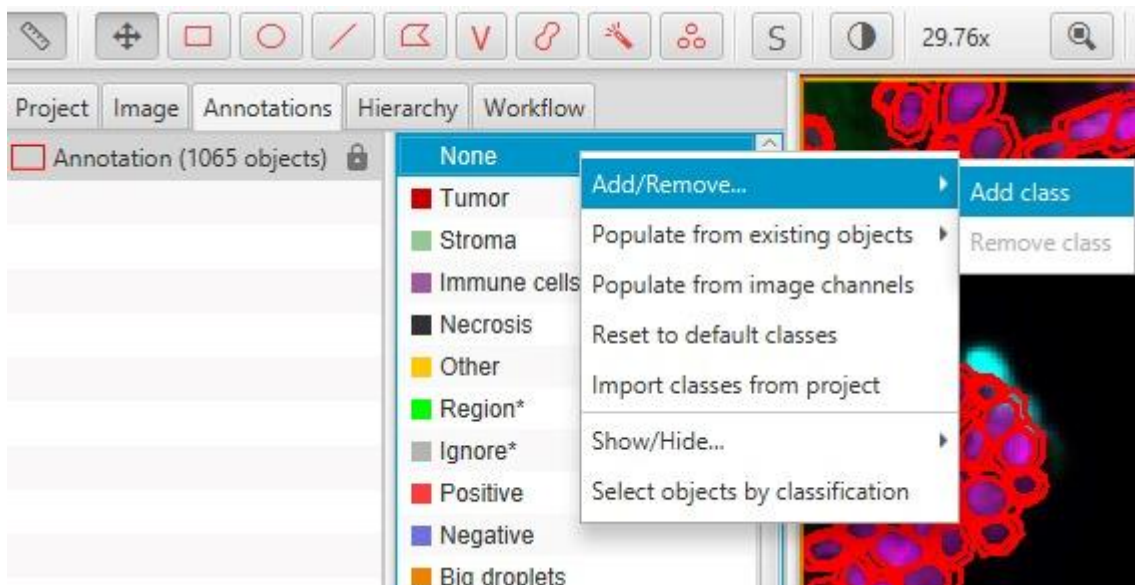 S
29.76x
Project
Image
Annotations
Hierarchy
Workflow
Annotation (1065 objects)
None
Tumor
Stroma
Immune cells
Necrosis
Other
Region*
Ignore*
Positive
Negative
Big droplets
Add/Remove...
Populate from existing objects
Populate from image channels
Reset to default classes
Import classes from project
Show/Hide...
Select objects by classification
Add class
Remove class